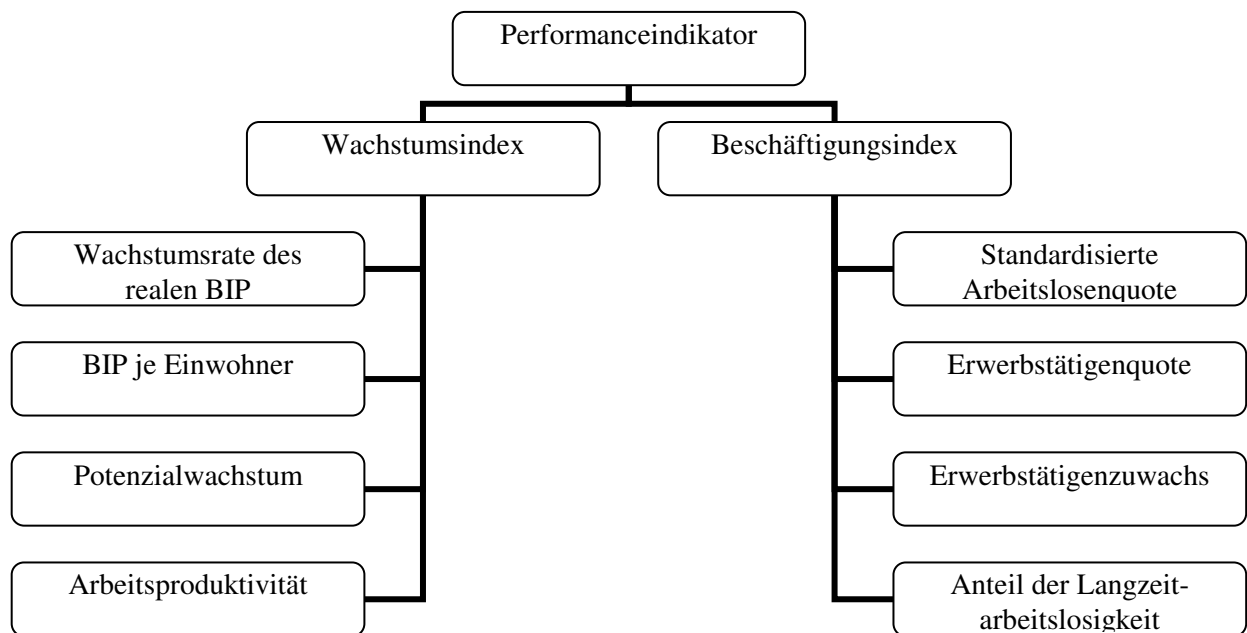 Performanceindikator
Wachstumsindex
Beschäftigungsindex
Wachstumsrate des
realen BIP
BIP je Einwohner
Potenzialwachstum
Arbeitsproduktivität
Standardisierte
Arbeitslosenquote
Erwerbstätigenquote
Erwerbstätigenzuwachs
Anteil der Langzeit-
arbeitslosigkeit